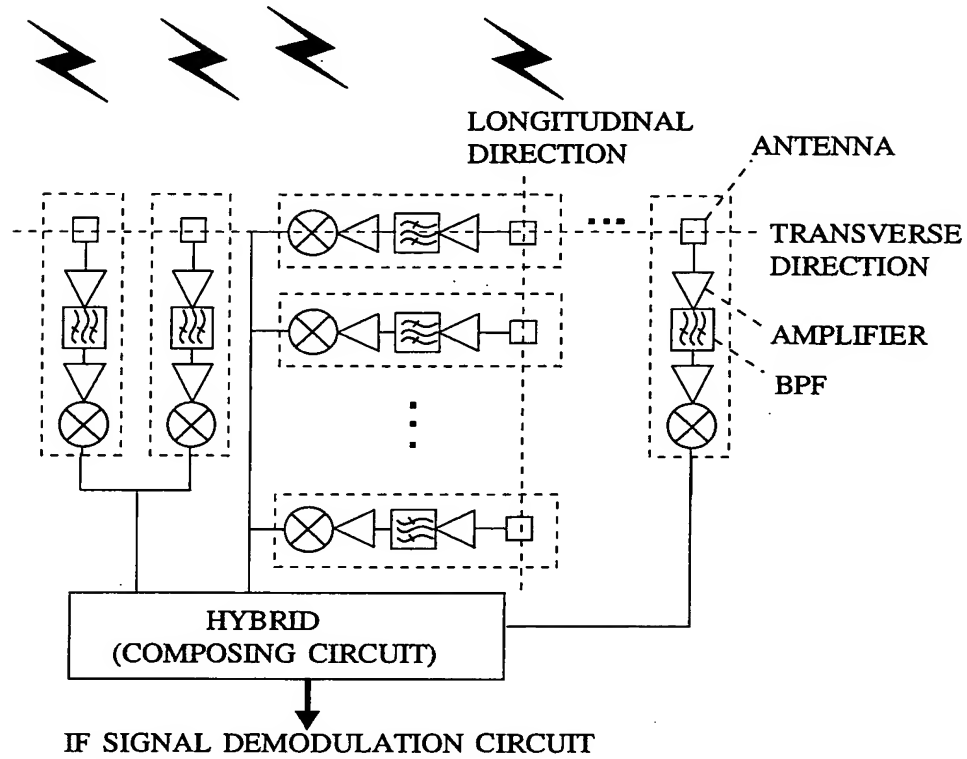 LONGITUDINAL
DIRECTION
ANTENNA
TRANSVERSE
DIRECTION
AMPLIFIER
BPF
HYBRID
(COMPOSING CIRCUIT)
IF SIGNAL DEMODULATION CIRCUIT